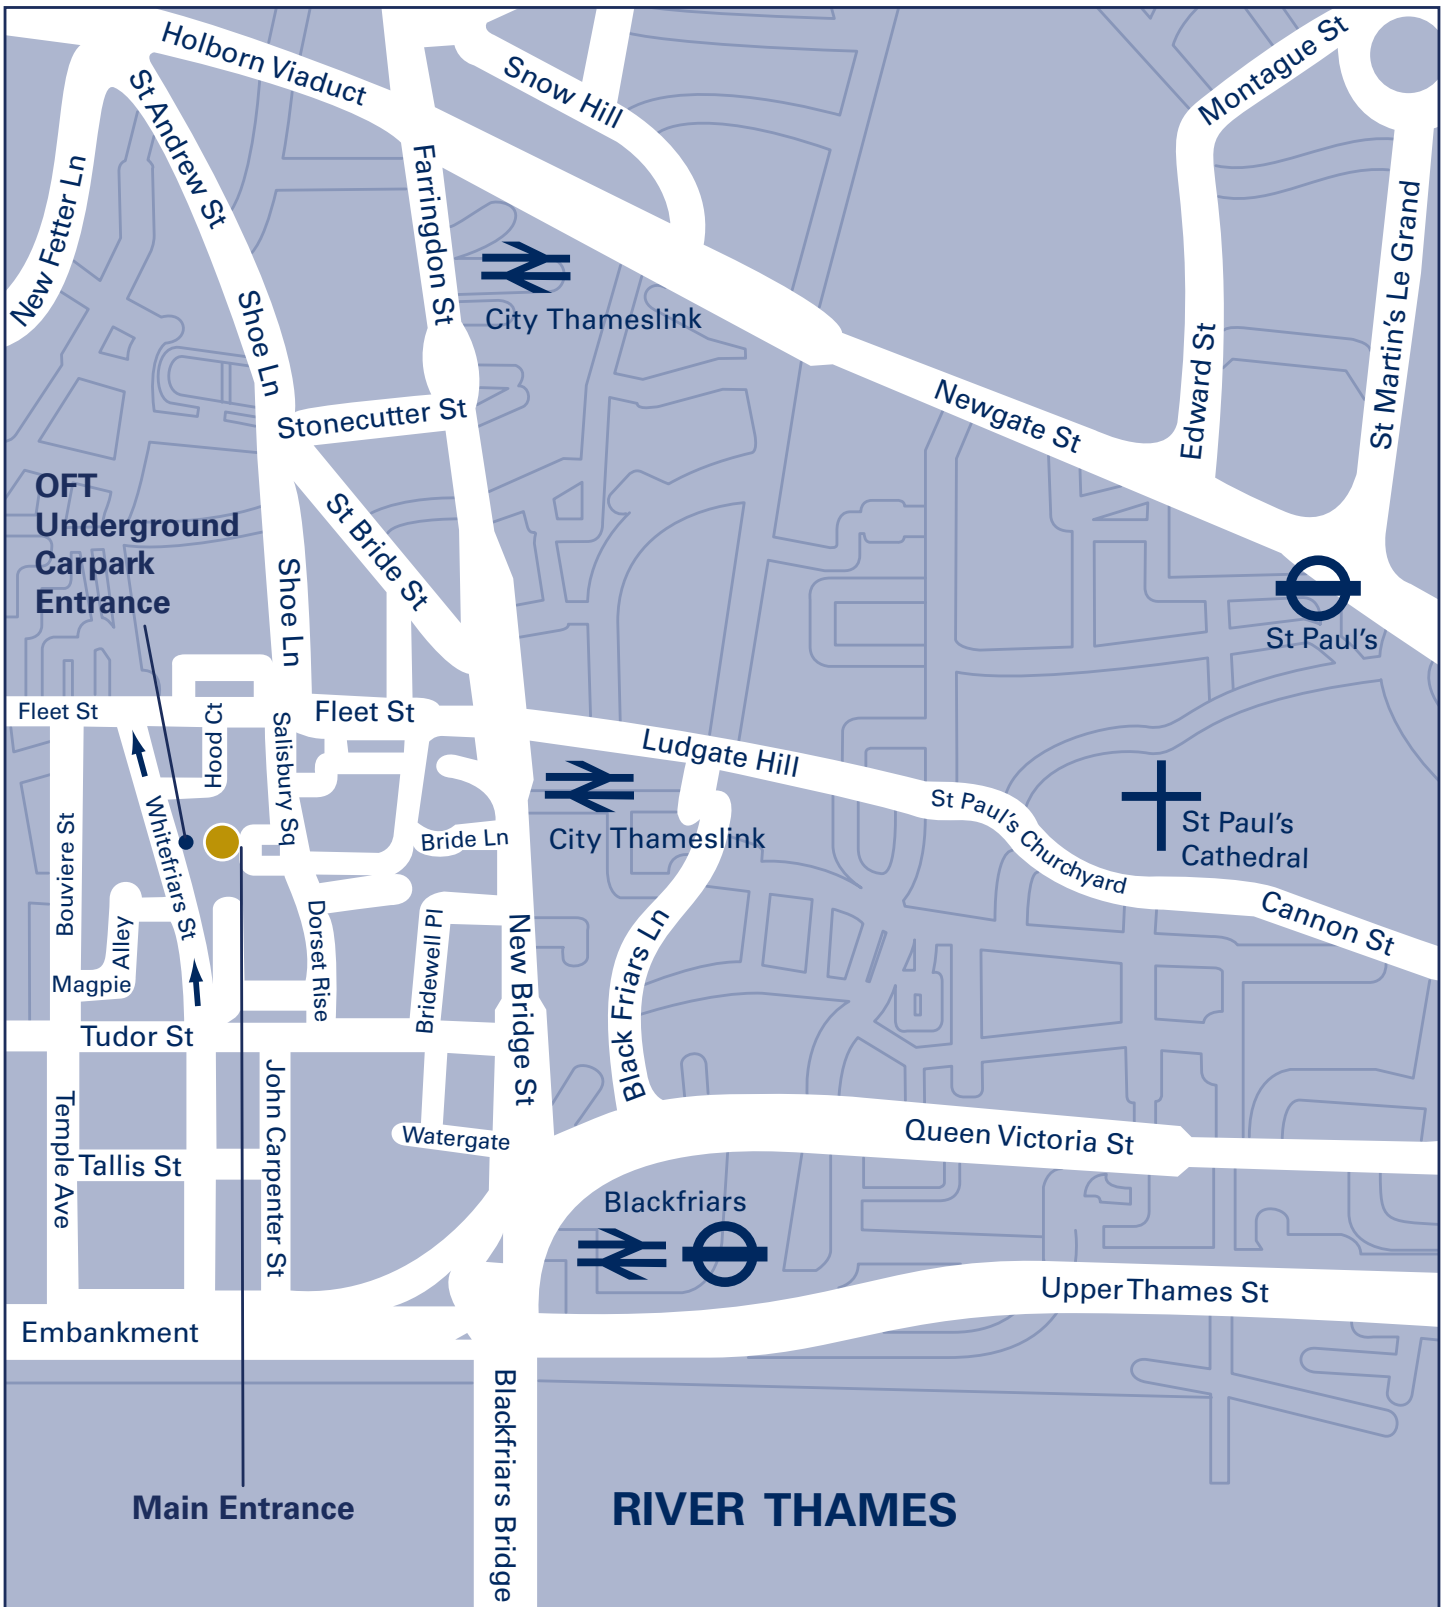 Holborn Viaduct
Snow Hill
Montague St
St Andrew St
New Fetter Ln
Farringdon St
St Martin's Le Grand
City Thameslink
Shoe Ln
Edward St
Newgate St
Stonecutter St
OFT
Underground
Carpark
Entrance
St Bride St
Shoe Ln
St Paul's
Fleet St
Hood Ct
Salisbury Sq
Fleet St
Ludgate Hill
St Paul's Churchyard
St Paul's
Cathedral
City Thameslink
Bride Ln
Bouviere St
Whitefriars St
Cannon St
Magpie Alley
Dorset Rise
Bridewell Pl
New Bridge St
Black Friars Ln
Tudor St
Temple Ave
John Carpenter St
Watergate
Queen Victoria St
Tallis St
Blackfriars
Upper Thames St
Embankment
Blackfriars Bridge
Main Entrance
RIVER THAMES